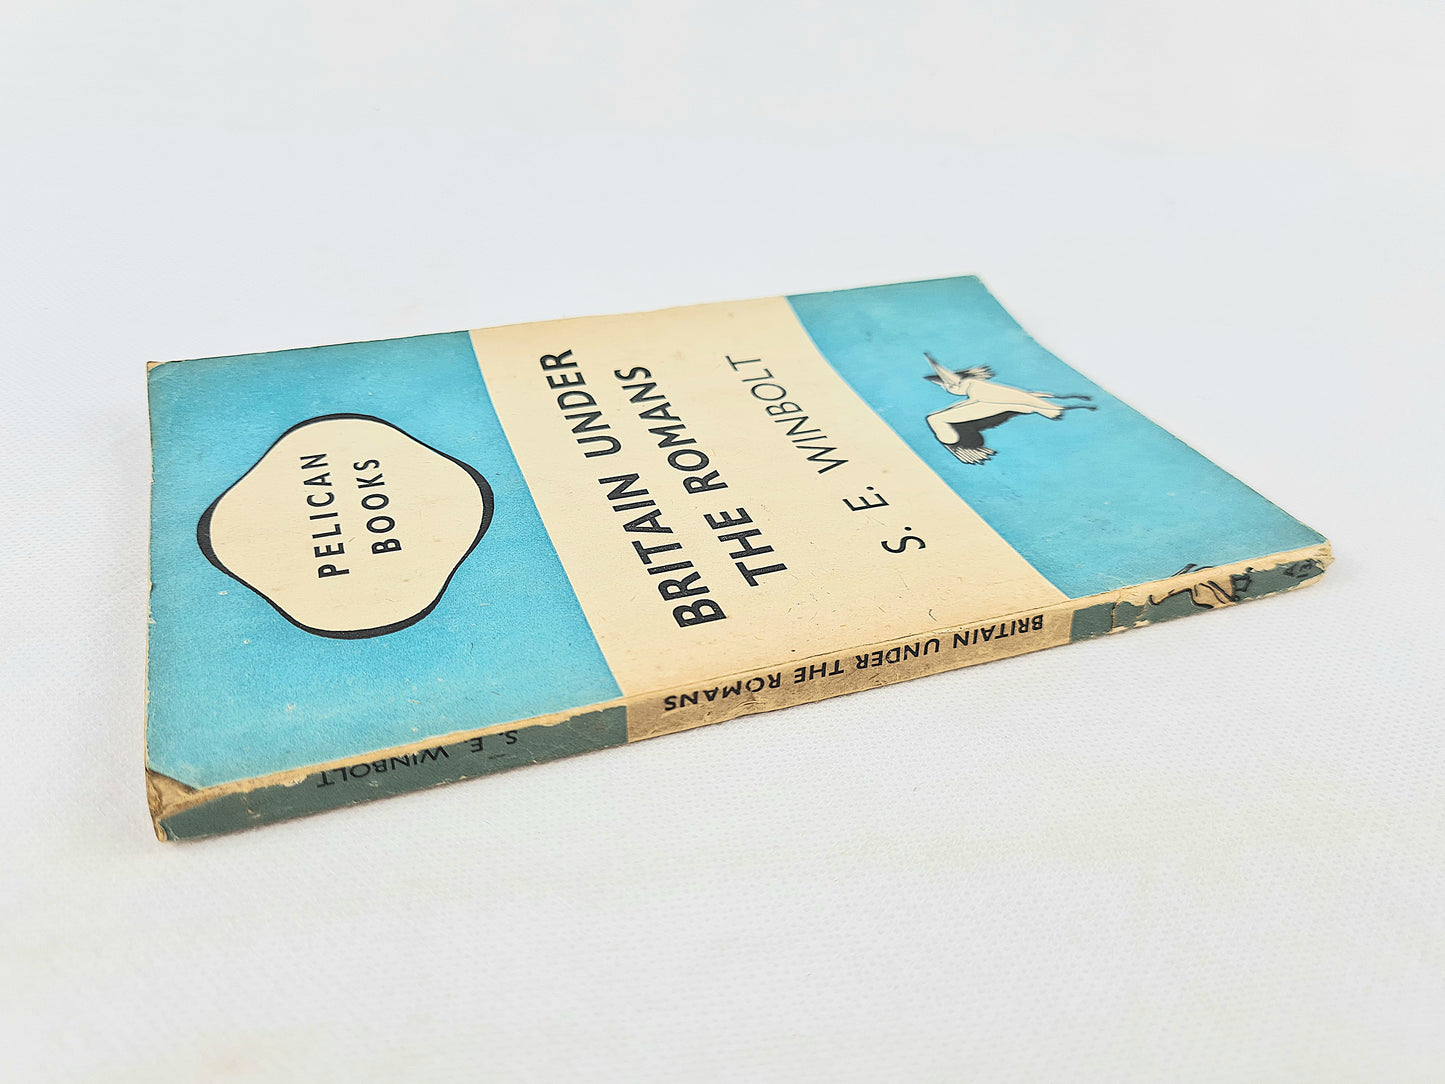 PELICAN
BOOKS
BRITAIN UNDER
THE ROMANS
S. E. WINBOLT
BRITAIN UNDER THE ROMANS
S. E. WINBOLT